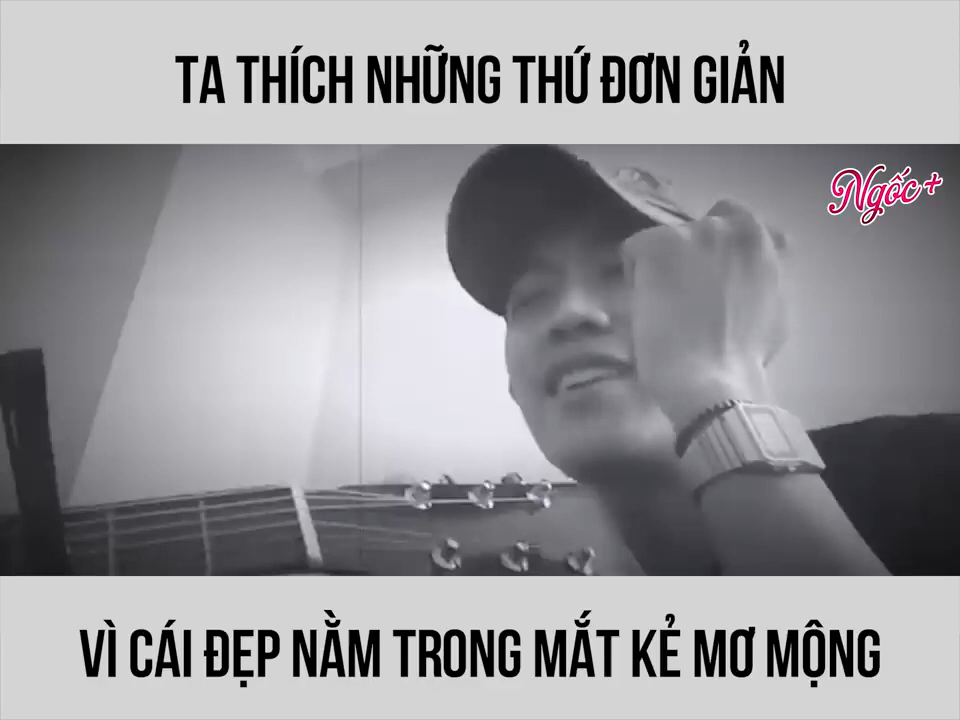 TA THÍCH NHỮNG THỨ ĐƠN GIẢN
Ngốc+
VÌ CÁI ĐẸP NẰM TRONG MẮT KẺ MƠ MỘNG